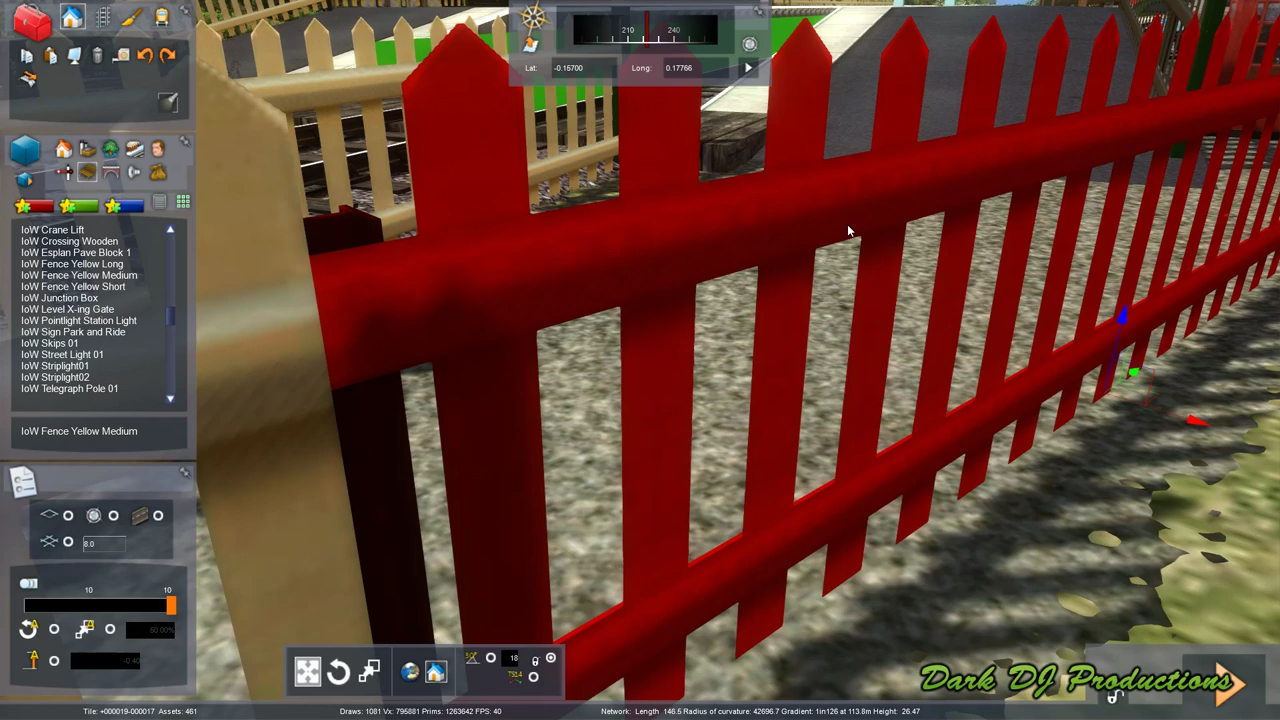 210 240
Lat: -0.15700 Long: 0.17766
IoW Crane Lift
IoW Crossing Wooden
IoW Esplan Pave Block 1
IoW Fence Yellow Long
IoW Fence Yellow Medium
IoW Fence Yellow Short
IoW Junction Box
IoW Level X-ing Gate
IoW Pointlight Station Light
IoW Sign Park and Ride
IoW Skips 01
IoW Street Light 01
IoW Striplight01
IoW Striplight02
IoW Telegraph Pole 01
IoW Fence Yellow Medium
8.0
10 10
50.00%
-0.40
18
Dark DJ Productions
Tile: +000019-000017 Assets: 461 Draws: 1081 Vx: 795881 Prims: 1263642 FPS: 40 Network: Length 146.5 Radius of curvature: 42696.7 Gradient: 1in126 at 113.8m Height: 26.47